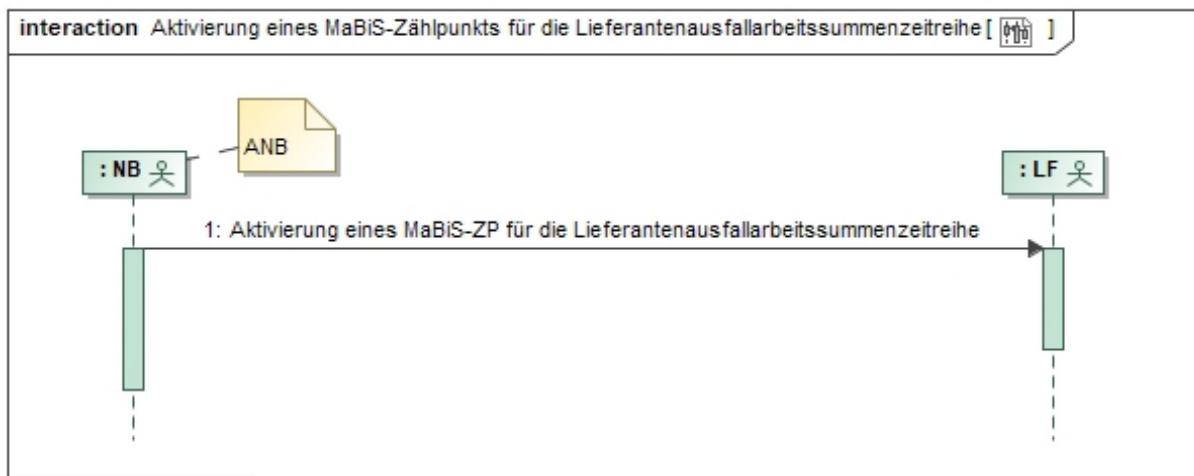 interaction Aktivierung eines MaBiS-Zählpunkts für die Lieferantenausfallarbeitssummenzeitreihe [ ]
ANB
: NB
: LF
1: Aktivierung eines MaBiS-ZP für die Lieferantenausfallarbeitssummenzeitreihe